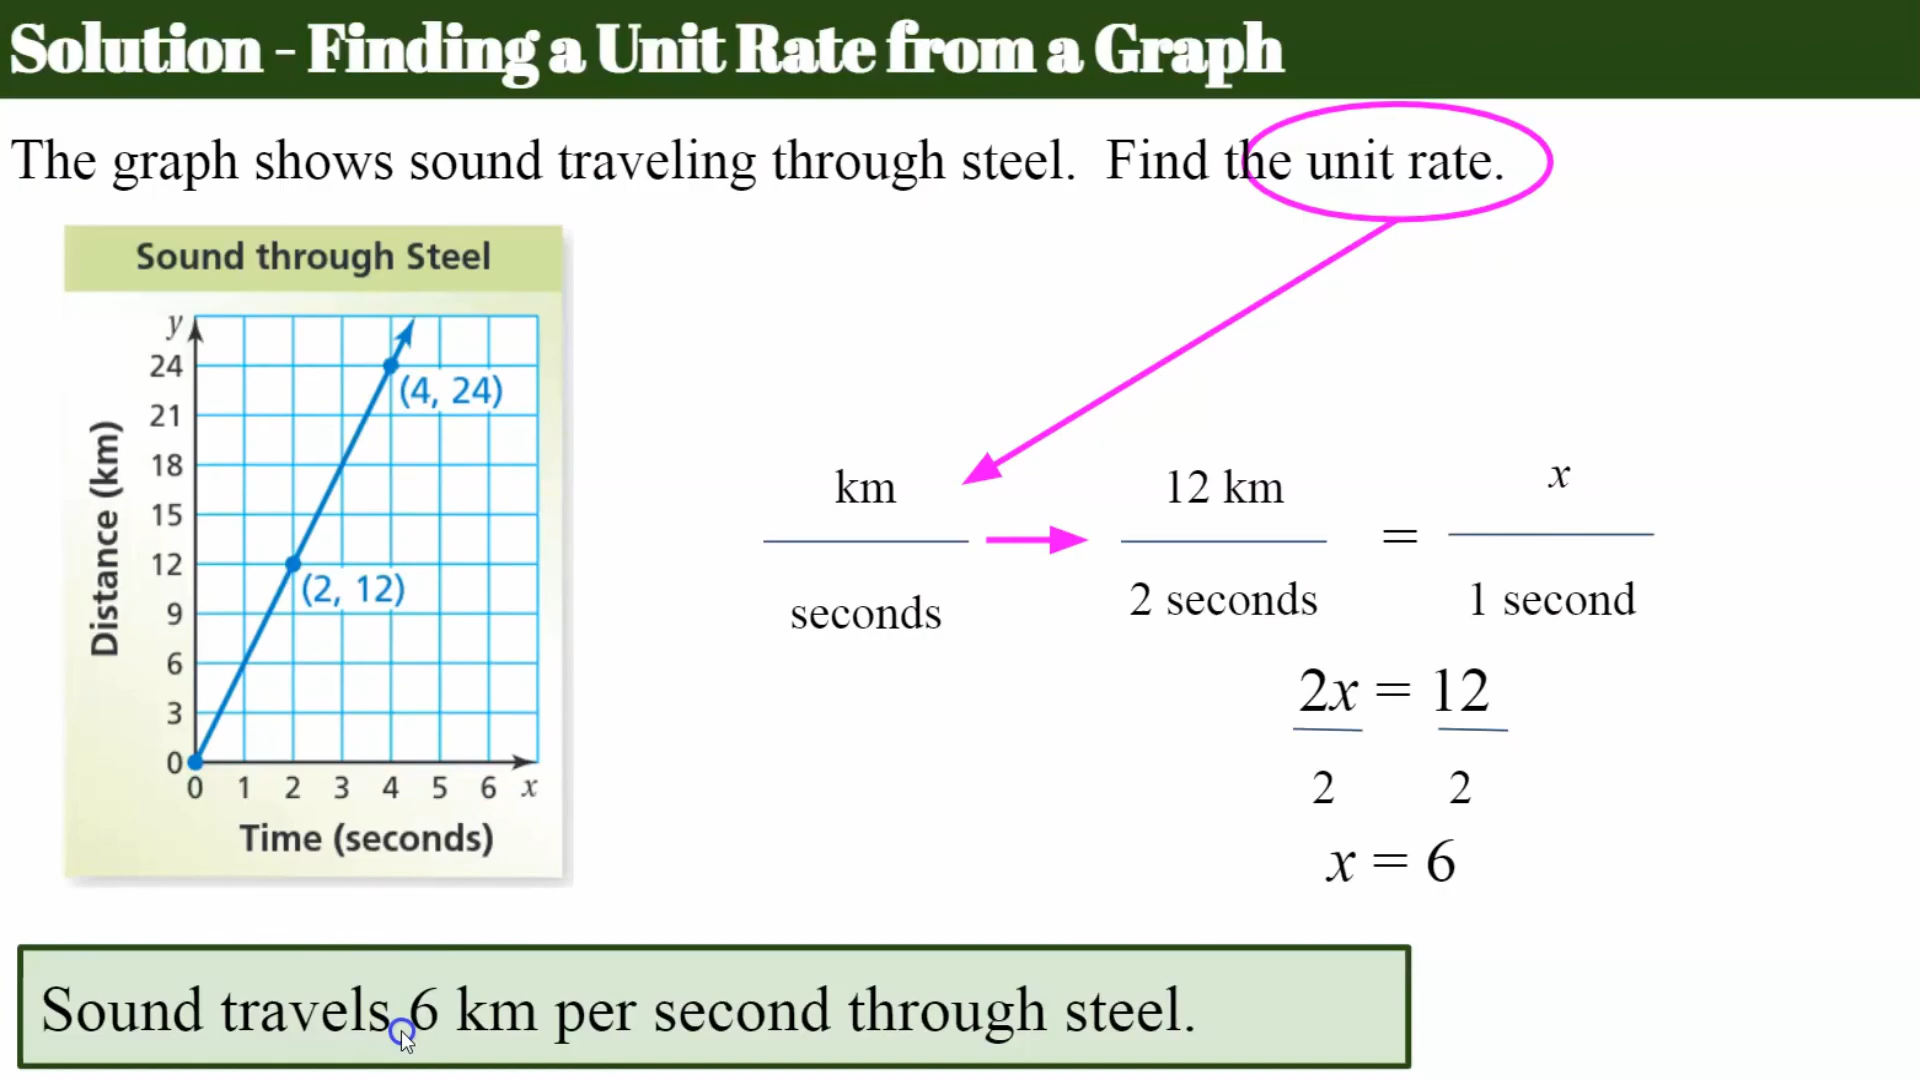 Solution - Finding a Unit Rate from a Graph
The graph shows sound traveling through steel. Find the unit rate.
Sound through Steel
y
24
21
18
15
12
9
6
3
0
(4, 24)
(2, 12)
Distance (km)
0 1 2 3 4 5 6 x
Time (seconds)
km
seconds
12 km
2 seconds
=
x
1 second
2x = 12
2 2
x = 6
Sound travels 6 km per second through steel.